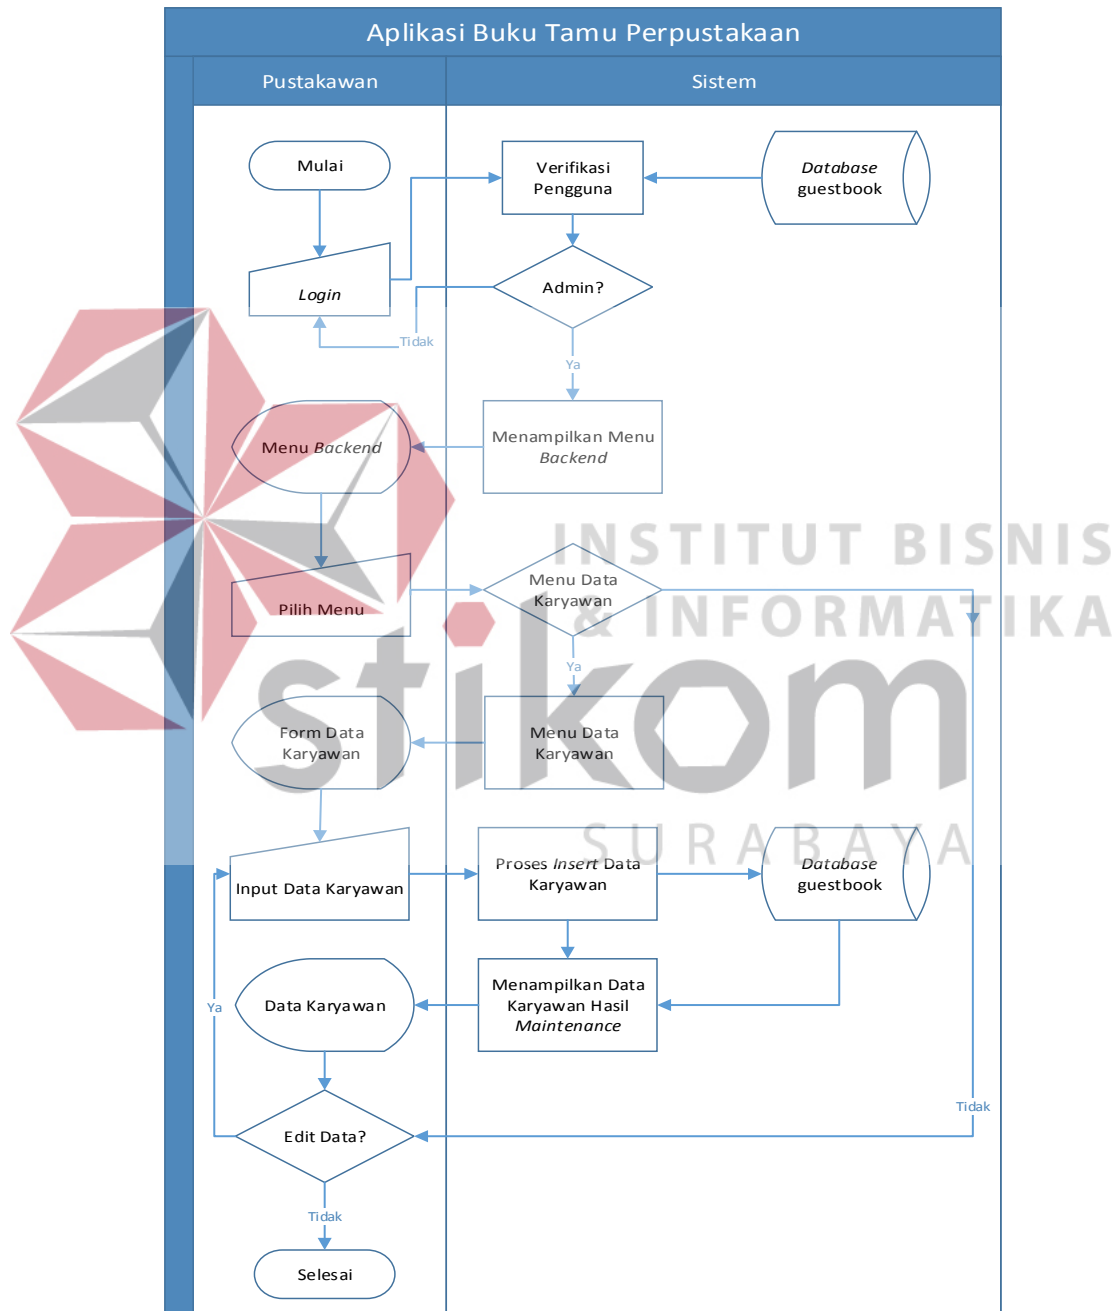 Aplikasi Buku Tamu Perpustakaan
Pustakawan
Sistem
Mulai
Verifikasi
Pengguna
Database
guestbook
Login
Admin?
Tidak
Ya
Menu Backend
Menampilkan Menu
Backend
INSTITUT BISNIS
& INFORMATIKA
Pilih Menu
Menu Data
Karyawan
Ya
stikom
Form Data
Karyawan
Menu Data
Karyawan
SURABAYA
Input Data Karyawan
Proses Insert Data
Karyawan
Database
guestbook
Ya
Data Karyawan
Menampilkan Data
Karyawan Hasil
Maintenance
Tidak
Edit Data?
Tidak
Selesai